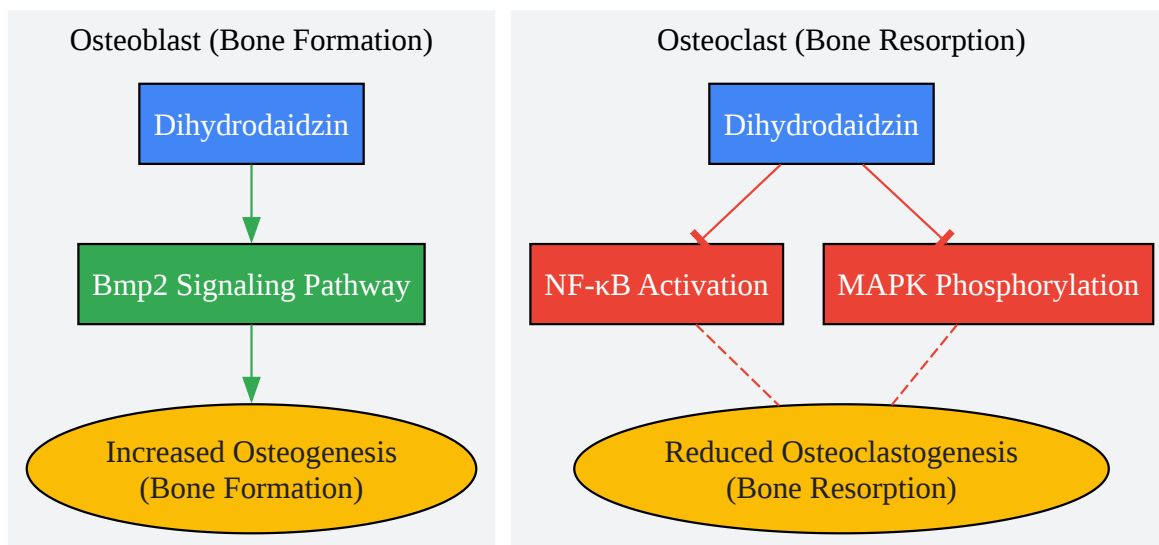 Osteoblast (Bone Formation)
Dihydrodaidzin
Bmp2 Signaling Pathway
Increased Osteogenesis
(Bone Formation)
Osteoclast (Bone Resorption)
Dihydrodaidzin
NF-κB Activation
MAPK Phosphorylation
Reduced Osteoclastogenesis
(Bone Resorption)